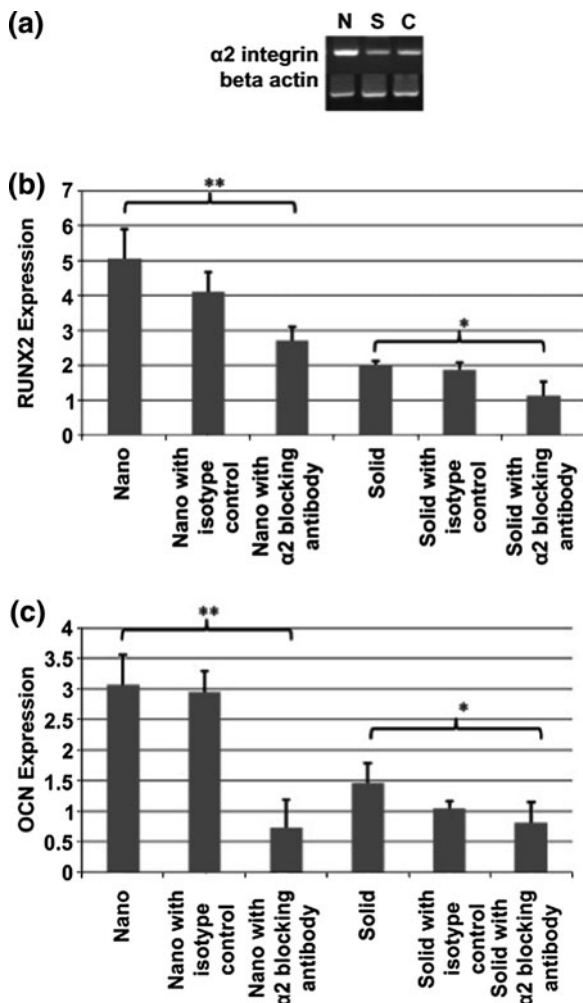 (a)
N S C
α2 integrin
beta actin
(b)
**
*
7
6
5
4
3
2
1
0
RUNX2 Expression
Nano
Nano with
isotype
control
Nano with
α2 blocking
antibody
Solid
Solid with
isotype
control
Solid with
α2 blocking
antibody
(c)
**
*
4
3.5
3
2.5
2
1.5
1
0.5
0
OCN Expression
Nano
Nano with
isotype
control
Nano with
α2 blocking
antibody
Solid
Solid with
isotype
control
Solid with
α2 blocking
antibody